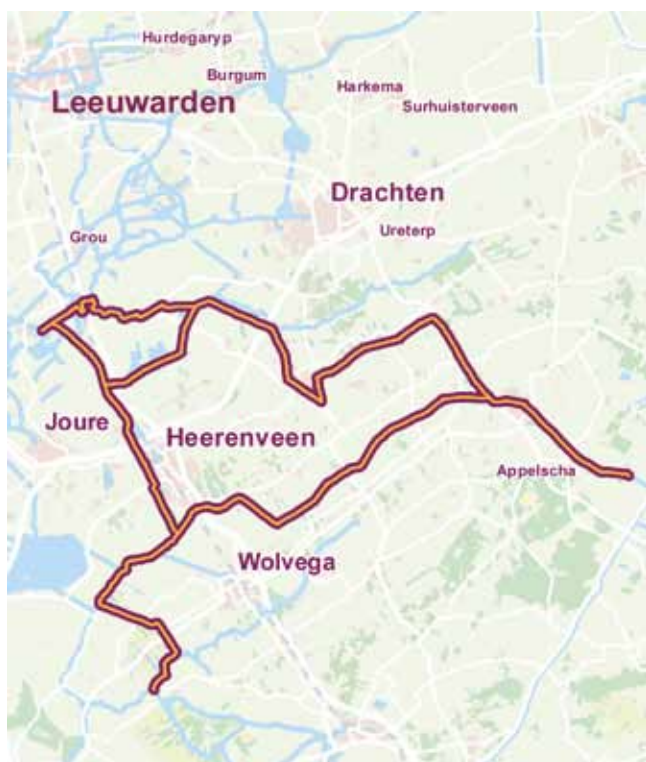 Hurdegaryp
Burgum
Harkema
Leeuwarden
Surhuisterveen
Drachten
Ureterp
Grou
Joure
Heerenveen
Appelscha
Wolvega